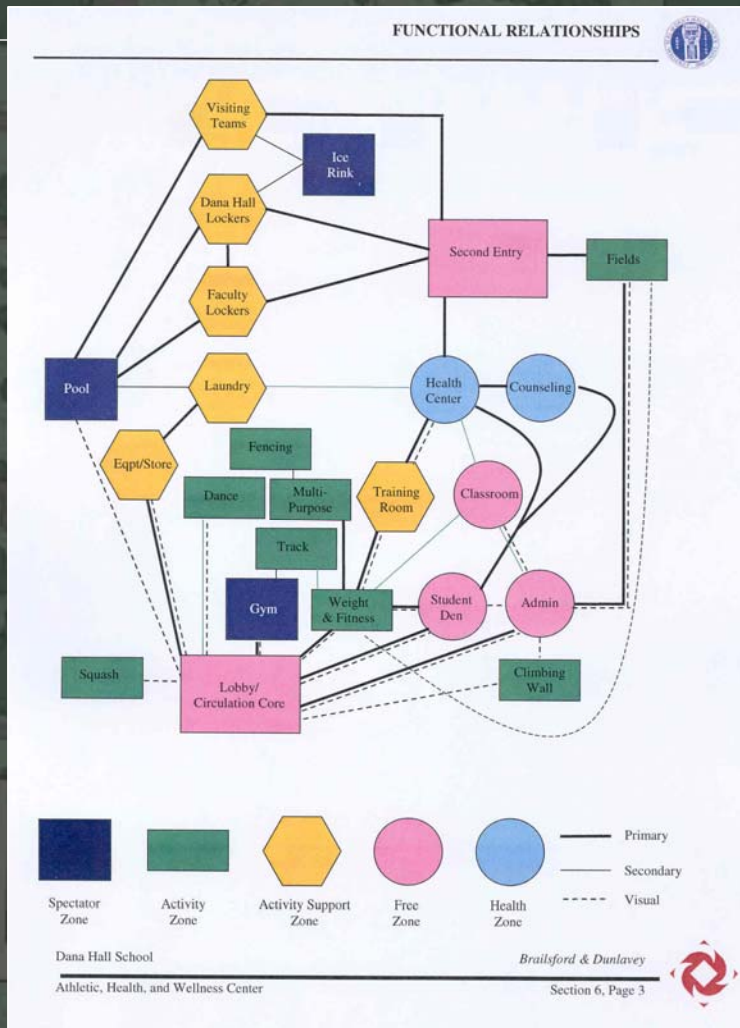 FUNCTIONAL RELATIONSHIPS
Visiting
Teams
Ice
Rink
Dana Hall
Lockers
Second Entry
Fields
Faculty
Lockers
Pool
Laundry
Health
Center
Counseling
Eqpt/Store
Fencing
Dance
Multi-
Purpose
Training
Room
Classroom
Track
Gym
Weight
& Fitness
Student
Den
Admin
Squash
Lobby/
Circulation Core
Climbing
Wall
Primary
Secondary
Visual
Spectator
Zone
Activity
Zone
Activity Support
Zone
Free
Zone
Health
Zone
Dana Hall School
Brailsford & Dunlavey
Athletic, Health, and Wellness Center
Section 6, Page 3